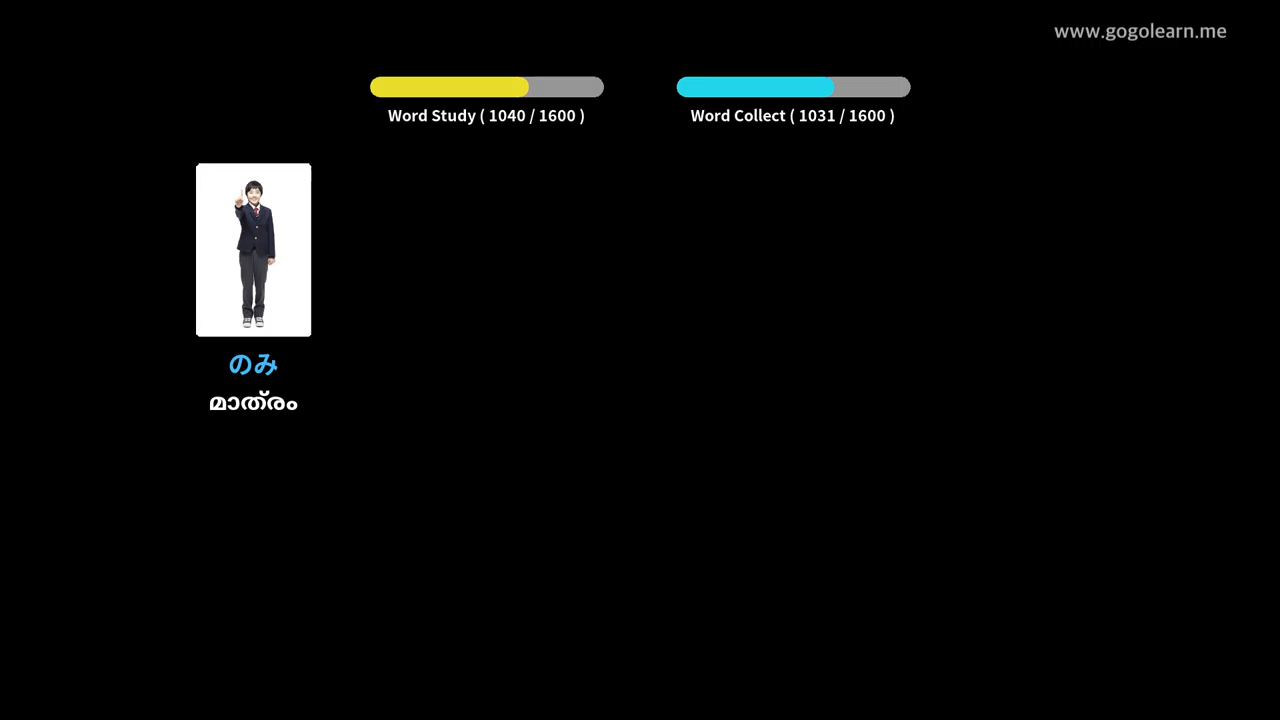 www.gogolearn.me
Word Study ( 1040 / 1600 )
Word Collect ( 1031 / 1600 )
のみ
മാത്രം